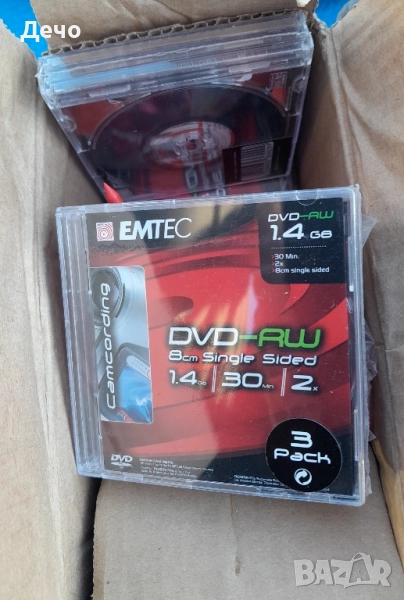 Дечо
EMTEC
DVD-RW
1.4 GB
30 Min.
2x
8cm single sided
Camcording
DVD-RW
8cm Single Sided
1.4 GB | 30 Min | 2x
3
Pack
DVD
BAZAR